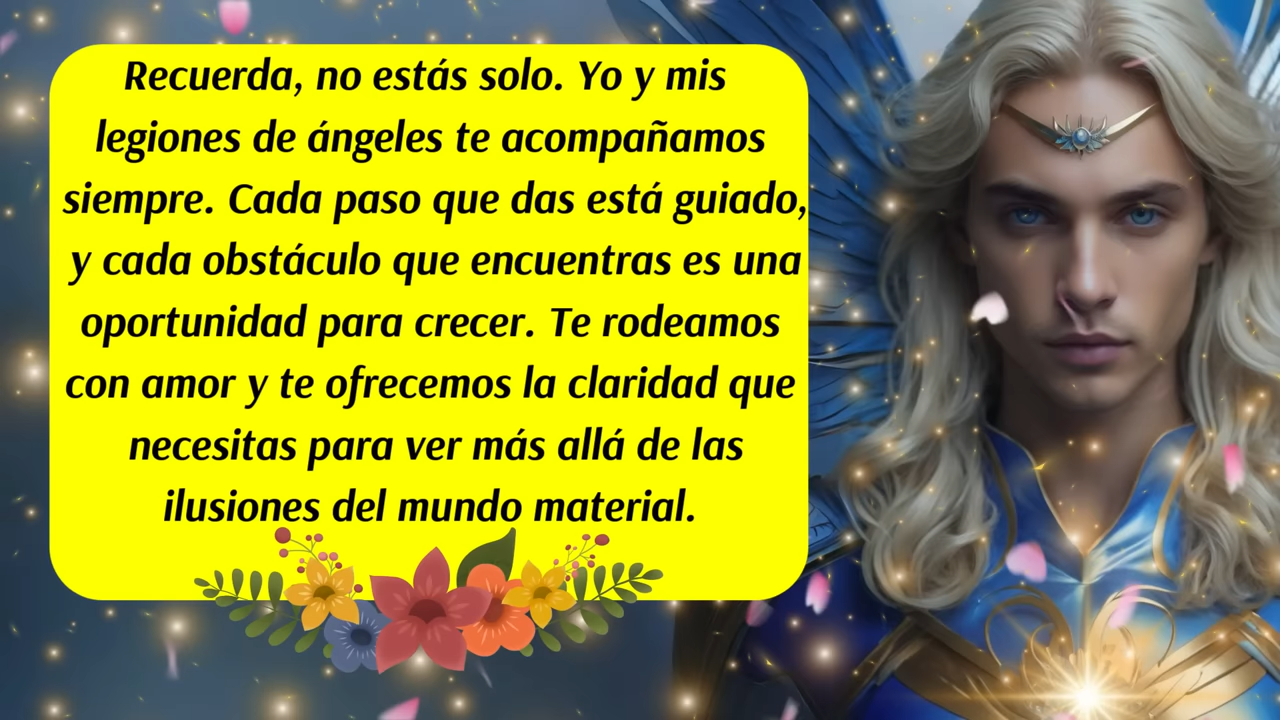 Recuerda, no estás solo. Yo y mis
legiones de ángeles te acompañamos
siempre. Cada paso que das está guiado,
y cada obstáculo que encuentras es una
oportunidad para crecer. Te rodeamos
con amor y te ofrecemos la claridad que
necesitas para ver más allá de las
ilusiones del mundo material.